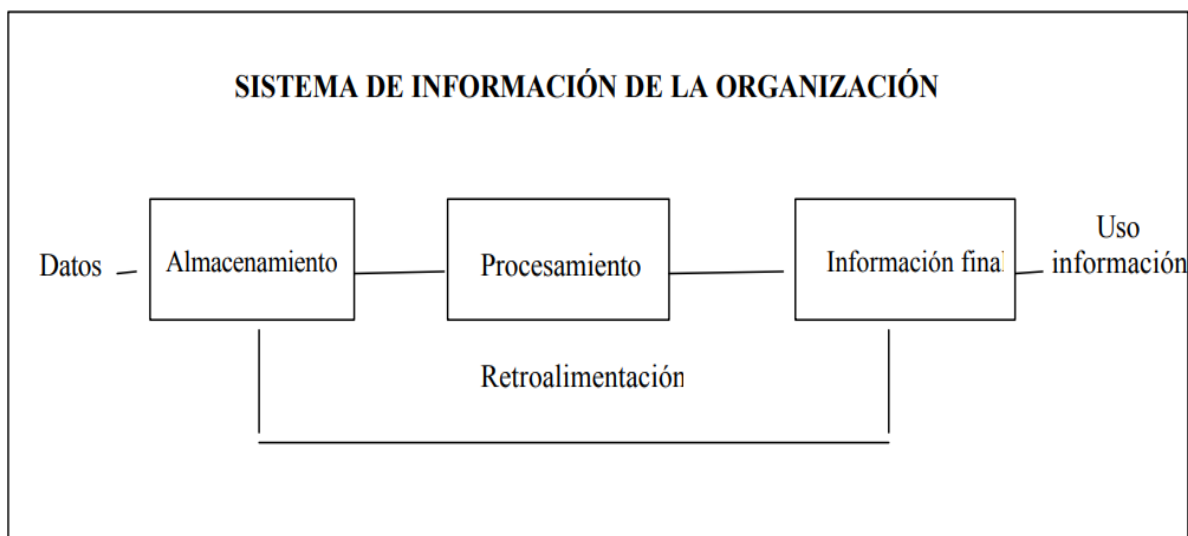 SISTEMA DE INFORMACIÓN DE LA ORGANIZACIÓN
Datos
Almacenamiento
Procesamiento
Información final
Uso
información
Retroalimentación